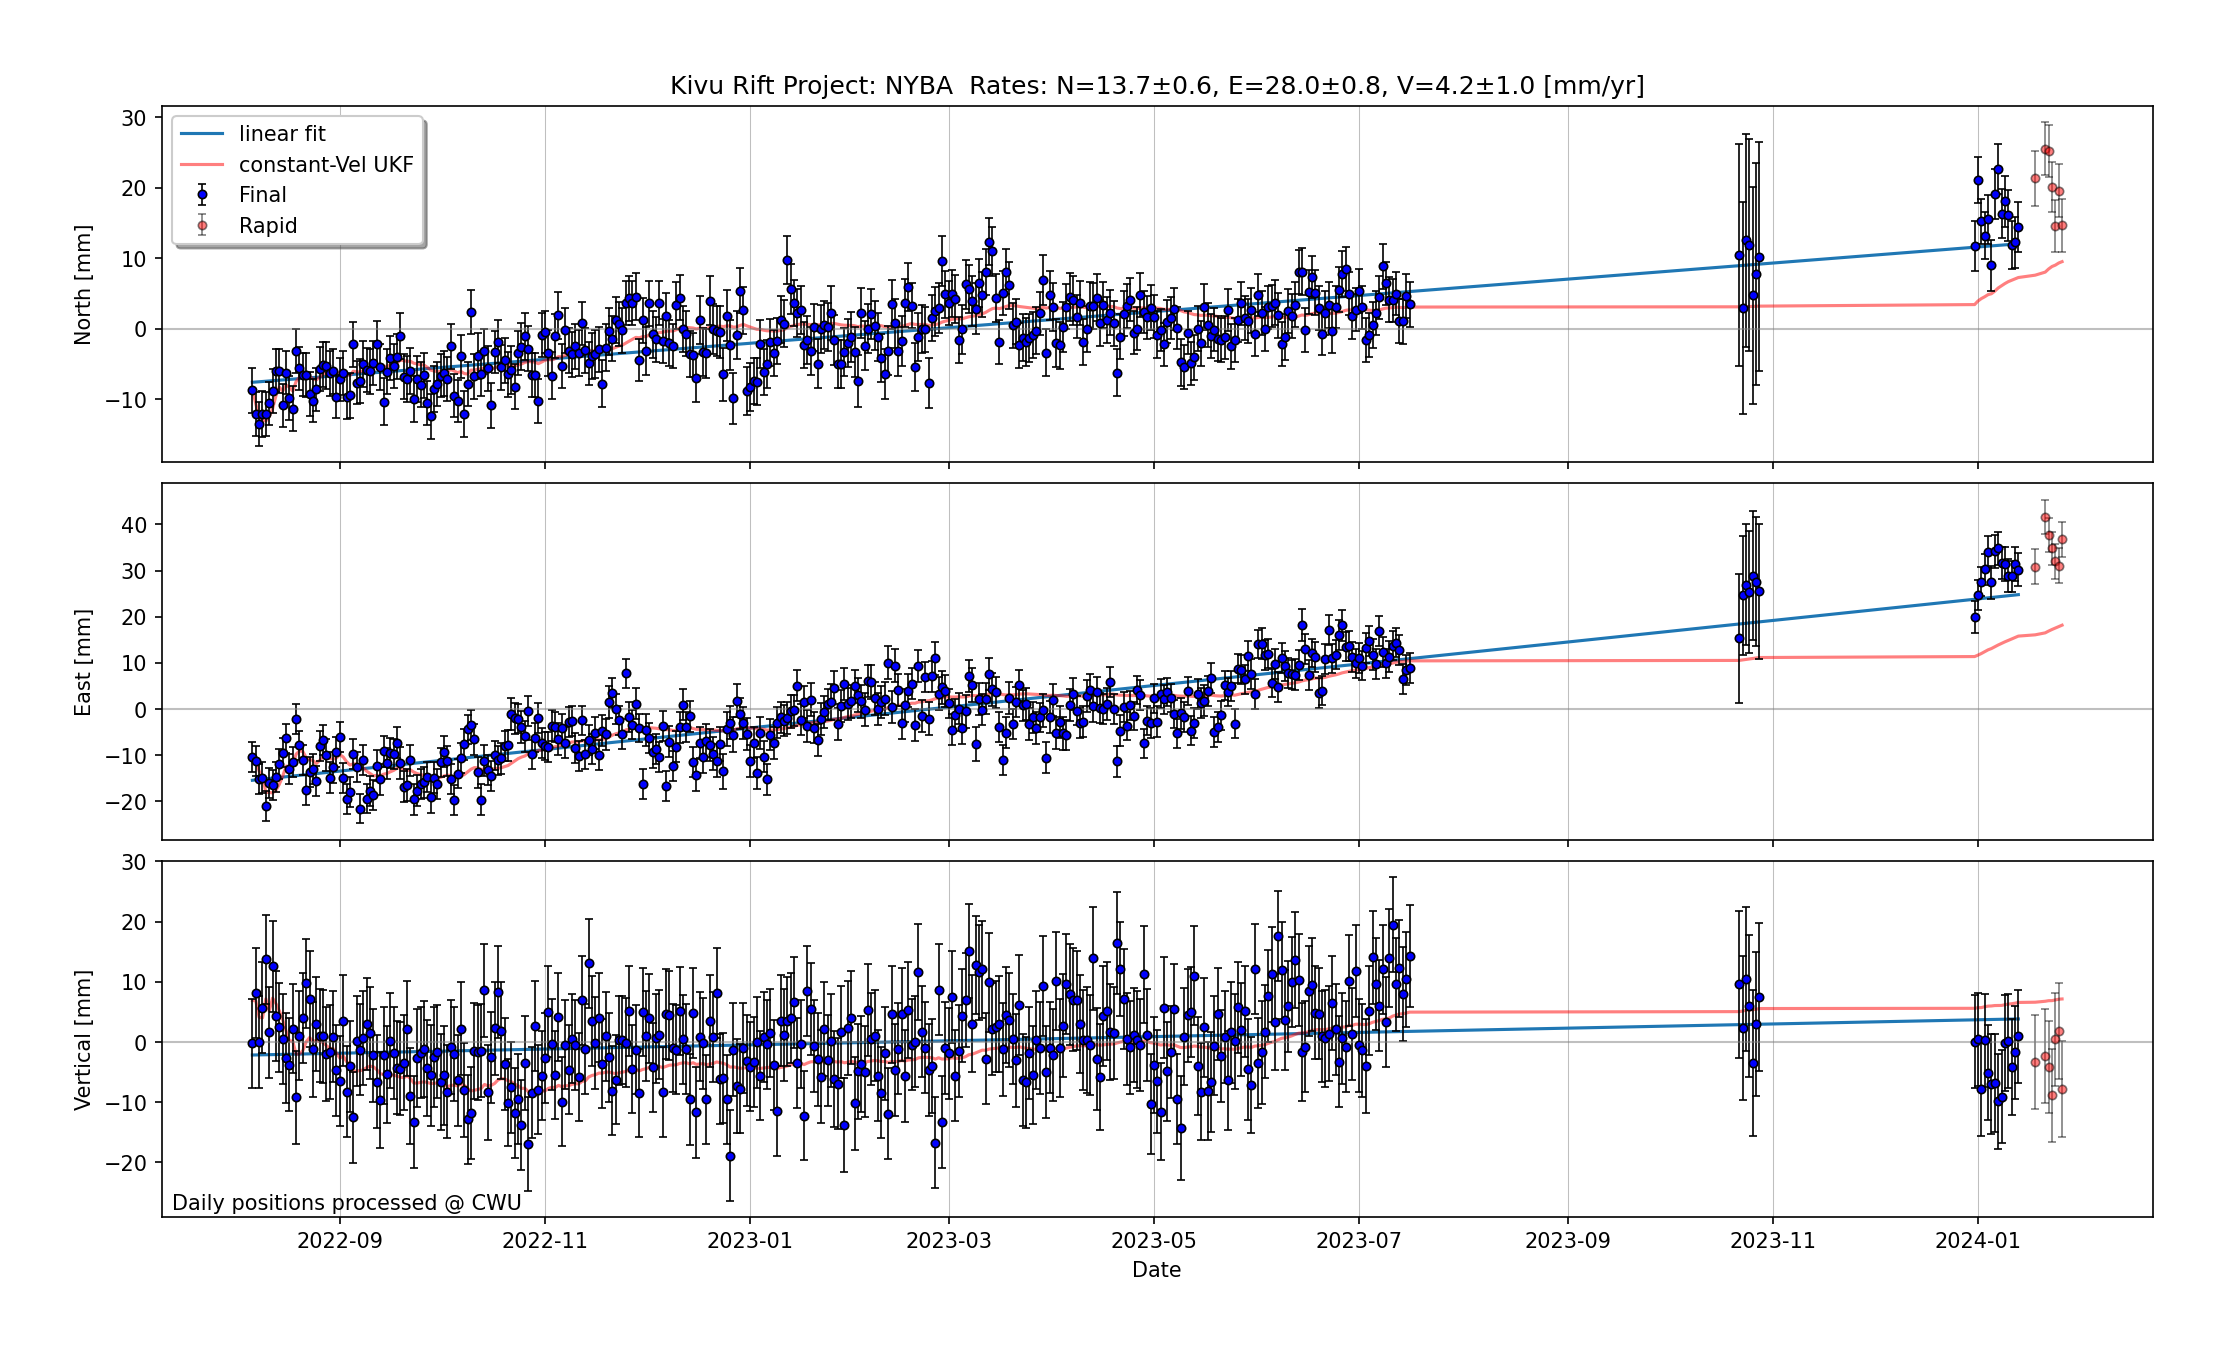 Kivu Rift Project: NYBA  Rates: N=13.7±0.6, E=28.0±0.8, V=4.2±1.0 [mm/yr]
linear fit
constant-Vel UKF
Final
Rapid
North [mm]
30
20
10
0
−10
East [mm]
40
30
20
10
0
−10
−20
Vertical [mm]
30
20
10
0
−10
−20
Daily positions processed @ CWU
2022-09 2022-11 2023-01 2023-03 2023-05 2023-07 2023-09 2023-11 2024-01
Date